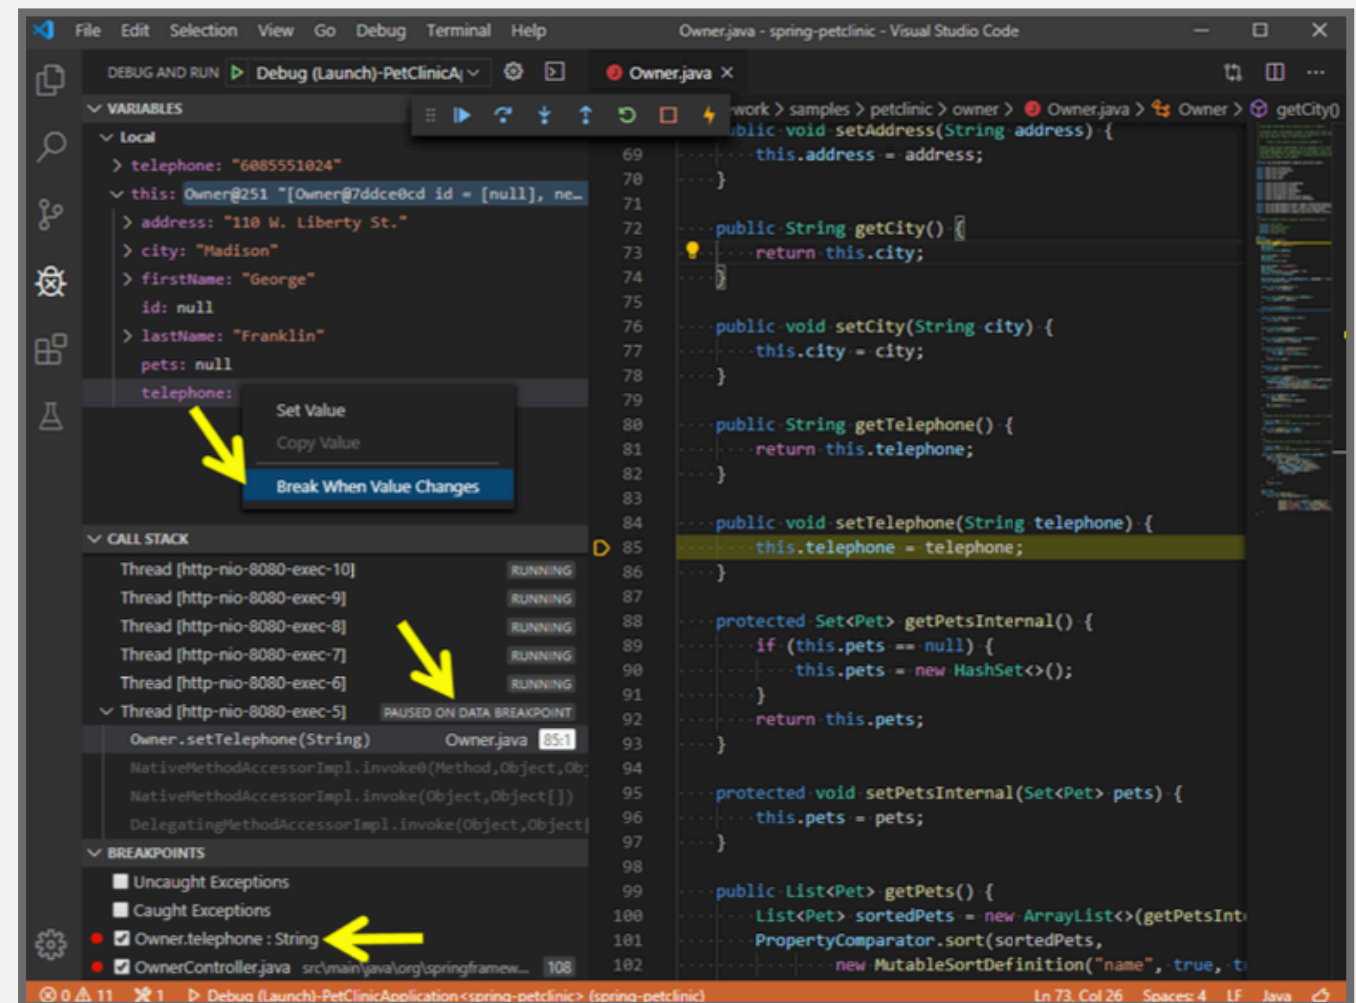 File Edit Selection View Go Debug Terminal Help Owner.java - spring-petclinic - Visual Studio Code
DEBUG AND RUN Debug (Launch)-PetClinicA
Owner.java
VARIABLES
Local
telephone: "6085551024"
this: Owner@251 "[Owner@7ddce0cd id = [null], ne…
address: "110 W. Liberty St."
city: "Madison"
firstName: "George"
id: null
lastName: "Franklin"
pets: null
telephone:
Set Value
Copy Value
Break When Value Changes
CALL STACK
Thread [http-nio-8080-exec-10] RUNNING
Thread [http-nio-8080-exec-9] RUNNING
Thread [http-nio-8080-exec-8] RUNNING
Thread [http-nio-8080-exec-7] RUNNING
Thread [http-nio-8080-exec-6] RUNNING
Thread [http-nio-8080-exec-5] PAUSED ON DATA BREAKPOINT
Owner.setTelephone(String) Owner.java 85:1
NativeMethodAccessorImpl.invoke0(Method,Object,Obj
NativeMethodAccessorImpl.invoke(Object,Object[])
DelegatingMethodAccessorImpl.invoke(Object,Object[
BREAKPOINTS
Uncaught Exceptions
Caught Exceptions
Owner.telephone : String
OwnerController.java src\main\java\org\springframew... 108
ework > samples > petclinic > owner > Owner.java > Owner > getCity()
public void setAddress(String address) {
69 this.address = address;
70 }
71
72 public String getCity() {
73 return this.city;
74 }
75
76 public void setCity(String city) {
77 this.city = city;
78 }
79
80 public String getTelephone() {
81 return this.telephone;
82 }
83
84 public void setTelephone(String telephone) {
85 this.telephone = telephone;
86 }
87
88 protected Set<Pet> getPetsInternal() {
89 if (this.pets == null) {
90 this.pets = new HashSet<>();
91 }
92 return this.pets;
93 }
94
95 protected void setPetsInternal(Set<Pet> pets) {
96 this.pets = pets;
97 }
98
99 public List<Pet> getPets() {
100 List<Pet> sortedPets = new ArrayList<>(getPetsInt
101 PropertyComparator.sort(sortedPets,
102 new MutableSortDefinition("name", true, t
0 11 1 Debug (Launch)-PetClinicApplication<spring-petclinic> (spring-petclinic) Ln 73, Col 26 Spaces: 4 LF Java